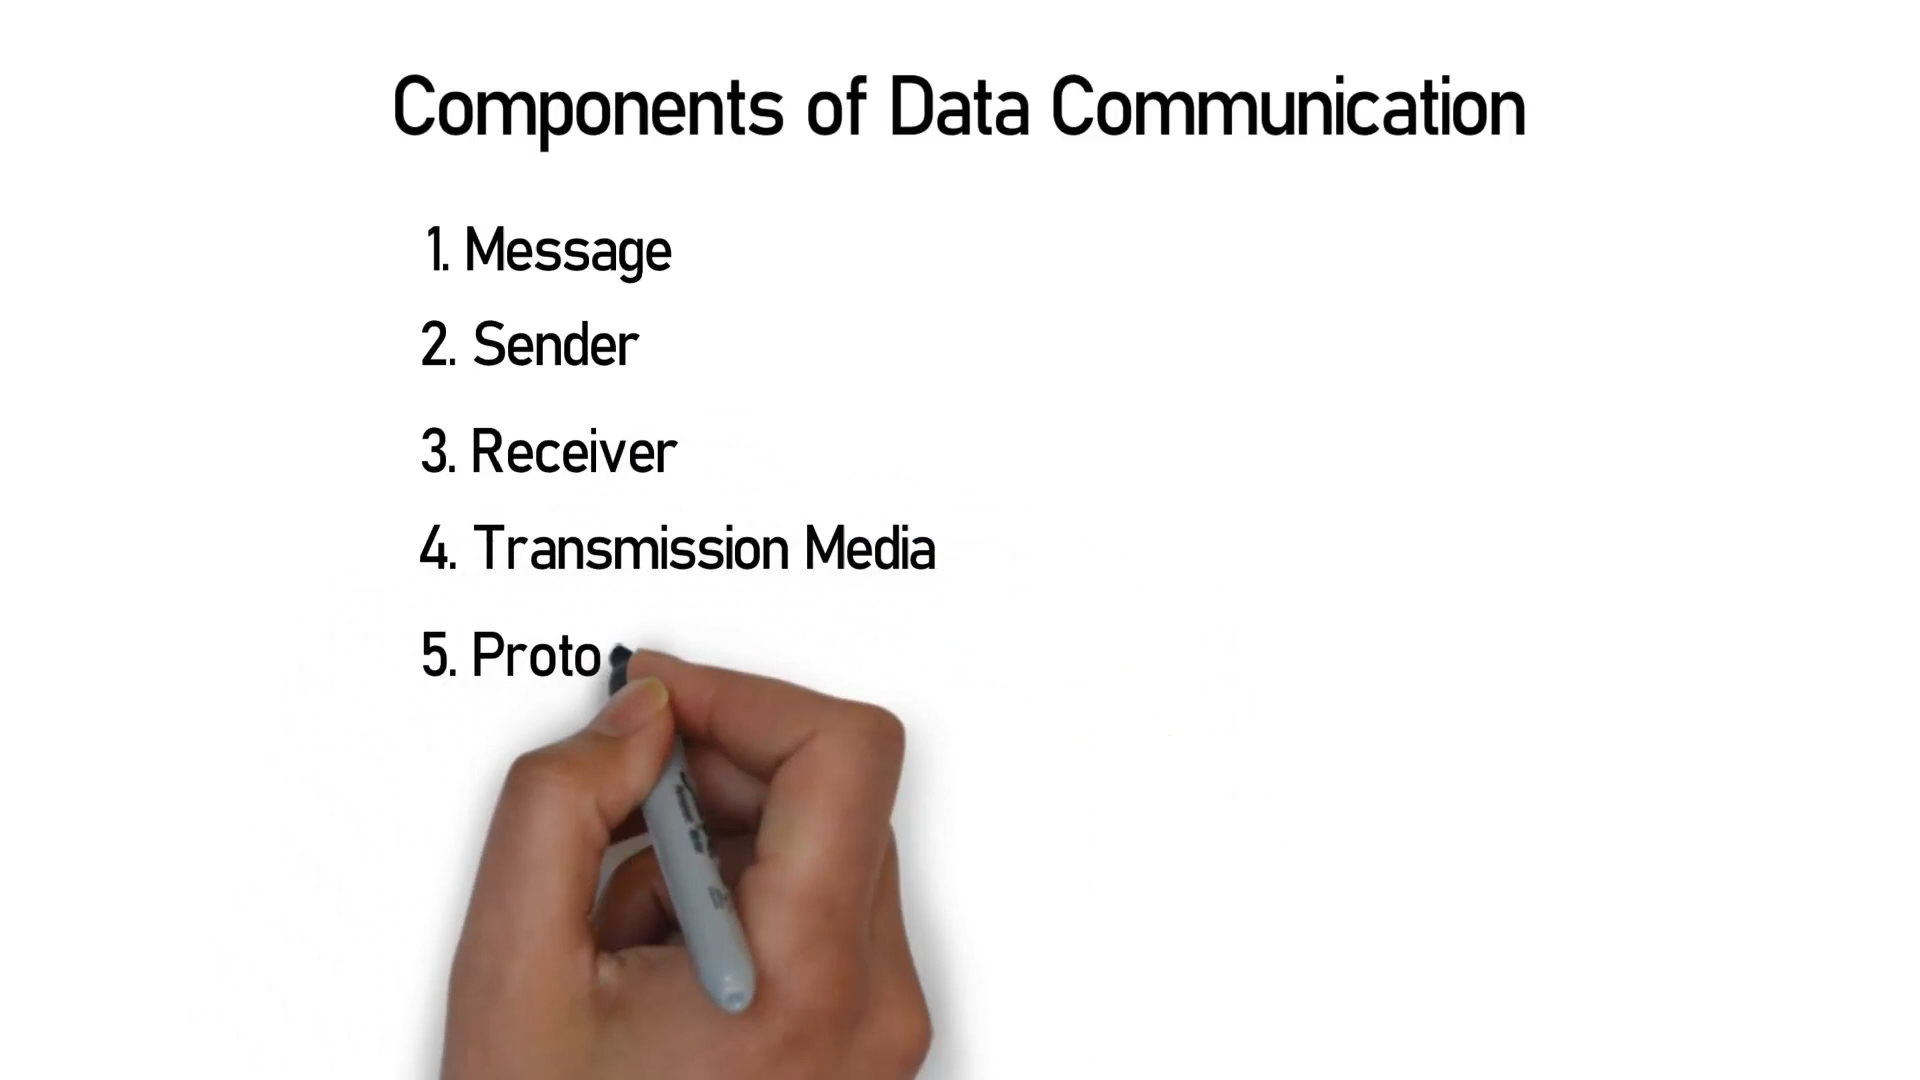 Components of Data Communication
1. Message
2. Sender
3. Receiver
4. Transmission Media
5. Proto